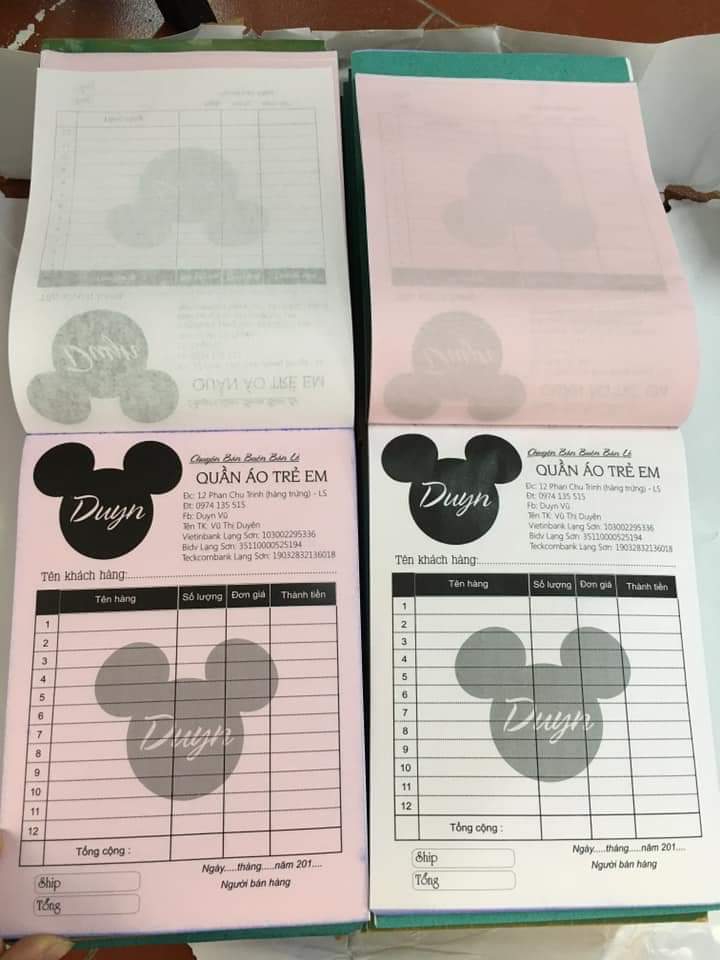 Duyn
Chuyên Bán Buôn Bán Lẻ
QUẦN ÁO TRẺ EM
Đc: 12 Phan Chu Trinh (hàng trứng) - LS
Đt: 0974 135 515
Fb: Duyn Vũ
Tên TK: Vũ Thị Duyên
Vietinbank Lạng Sơn: 103002295336
Bidv Lạng Sơn: 35110000525194
Teckcombank Lạng Sơn: 19032832136018
Tên khách hàng:
Tên hàng Số lượng Đơn giá Thành tiền
1
2
3
4
5
6
7
8
9
10
11
12
Duyn
Tổng cộng :
Ngày.....tháng.....năm 201....
Người bán hàng
Ship
Tổng
Duyn
Chuyên Bán Buôn Bán Lẻ
QUẦN ÁO TRẺ EM
Đc: 12 Phan Chu Trinh (hàng trứng) - LS
Đt: 0974 135 515
Fb: Duyn Vũ
Tên TK: Vũ Thị Duyên
Vietinbank Lạng Sơn: 103002295336
Bidv Lạng Sơn: 35110000525194
Teckcombank Lạng Sơn: 19032832136018
Tên khách hàng:
Tên hàng Số lượng Đơn giá Thành tiền
1
2
3
4
5
6
7
8
9
10
11
12
Duyn
Tổng cộng :
Ngày.....tháng.....năm 201....
Người bán hàng
Ship
Tổng